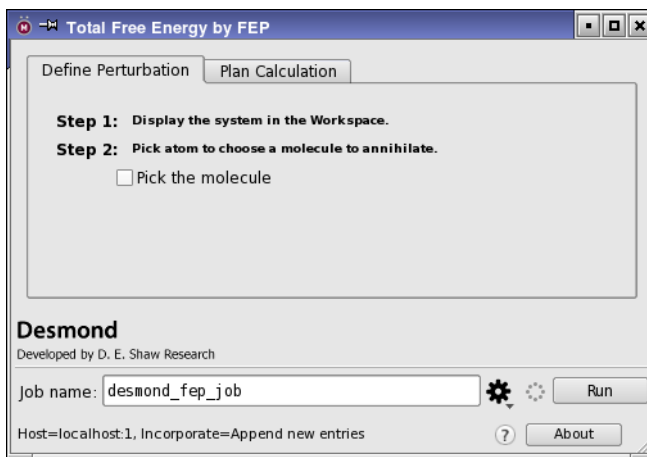 Total Free Energy by FEP
Define Perturbation Plan Calculation
Step 1: Display the system in the Workspace.
Step 2: Pick atom to choose a molecule to annihilate.
Pick the molecule
Desmond
Developed by D. E. Shaw Research
Job name: desmond_fep_job Run
Host=localhost:1, Incorporate=Append new entries ? About